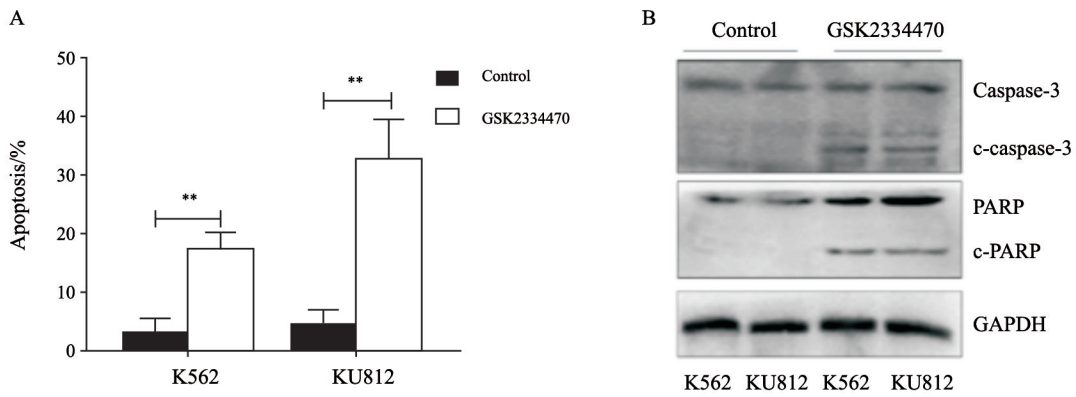 A
50
40
30
20
10
0
Apoptosis/%
**
**
Control
GSK2334470
K562
KU812
B
Control
GSK2334470
Caspase-3
c-caspase-3
PARP
c-PARP
GAPDH
K562 KU812 K562 KU812